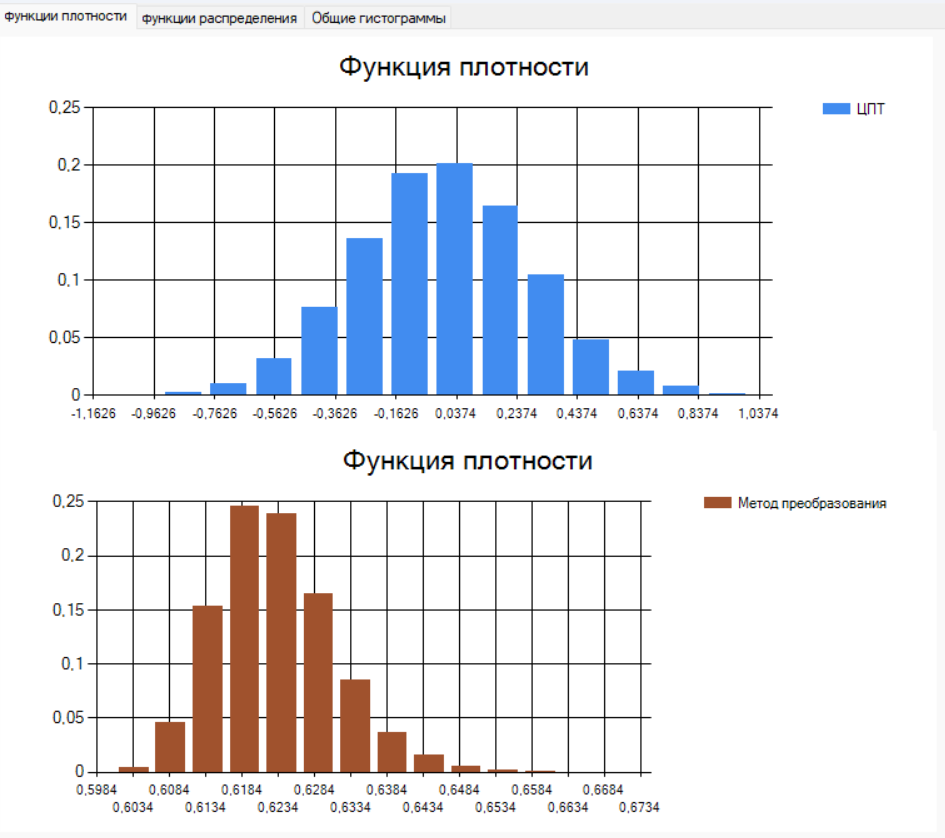 функции плотности функции распределения Общие гистограммы
Функция плотности
ЦПТ
0,25
0,2
0,15
0,1
0,05
0
-1,1626 -0,9626 -0,7626 -0,5626 -0,3626 -0,1626 0,0374 0,2374 0,4374 0,6374 0,8374 1,0374
Функция плотности
Метод преобразования
0,25
0,2
0,15
0,1
0,05
0
0,5984 0,6084 0,6184 0,6284 0,6384 0,6484 0,6584 0,6684
0,6034 0,6134 0,6234 0,6334 0,6434 0,6534 0,6634 0,6734